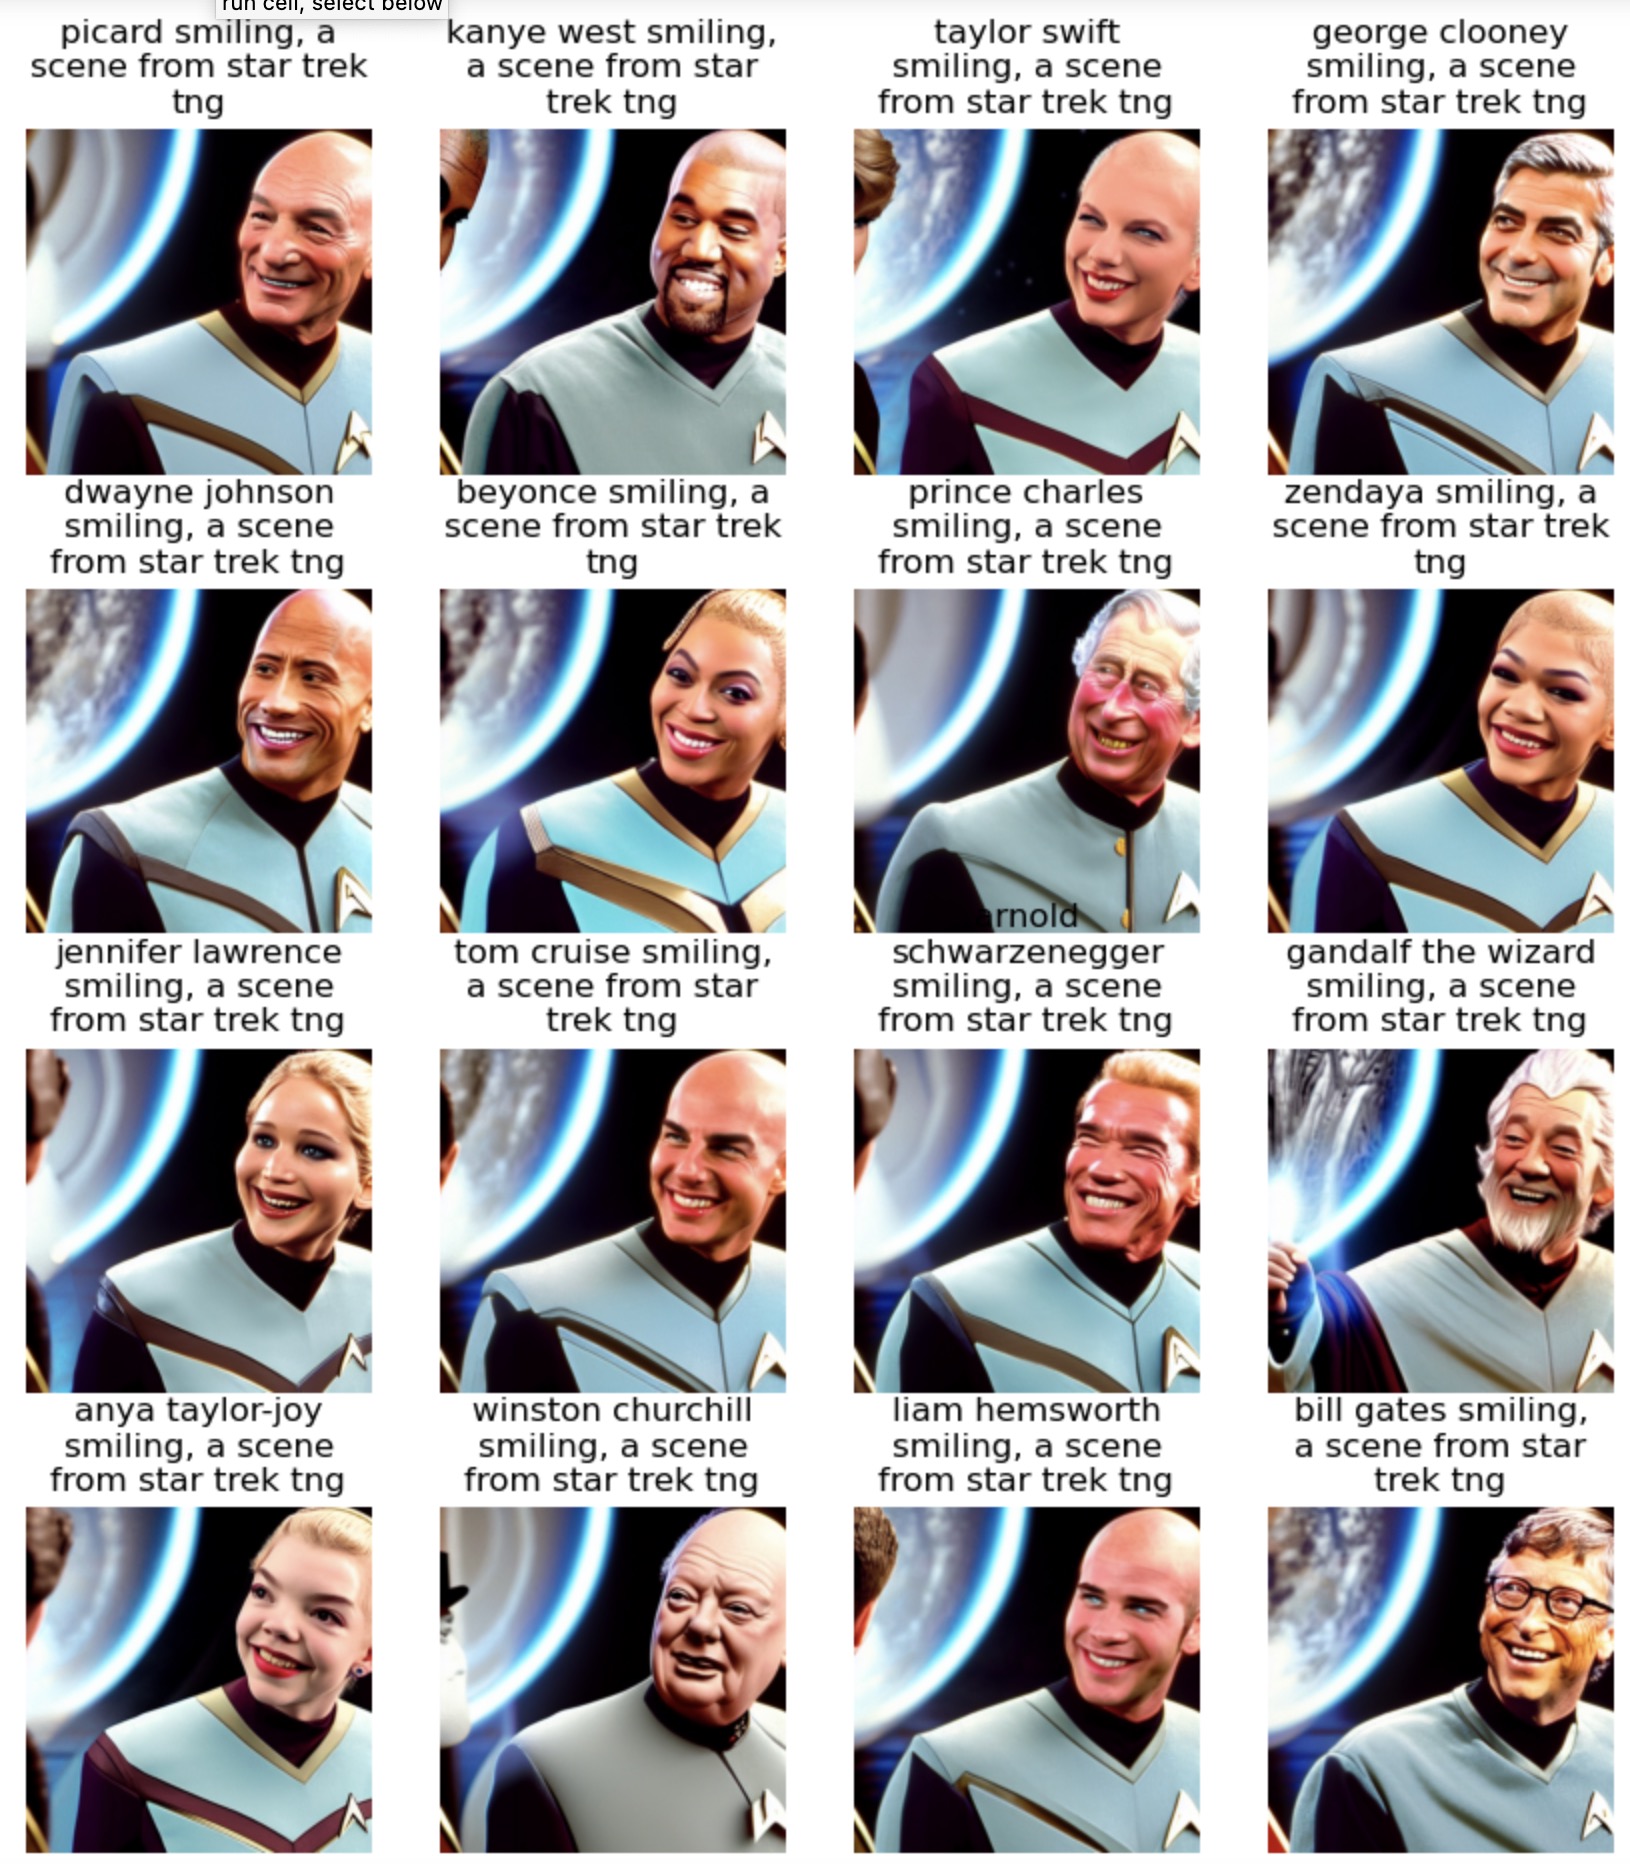 run cell, select below
picard smiling, a
scene from star trek
tng
kanye west smiling,
a scene from star
trek tng
taylor swift
smiling, a scene
from star trek tng
george clooney
smiling, a scene
from star trek tng
dwayne johnson
smiling, a scene
from star trek tng
beyonce smiling, a
scene from star trek
tng
prince charles
smiling, a scene
from star trek tng
zendaya smiling, a
scene from star trek
tng
jennifer lawrence
smiling, a scene
from star trek tng
tom cruise smiling,
a scene from star
trek tng
arnold
schwarzenegger
smiling, a scene
from star trek tng
gandalf the wizard
smiling, a scene
from star trek tng
anya taylor-joy
smiling, a scene
from star trek tng
winston churchill
smiling, a scene
from star trek tng
liam hemsworth
smiling, a scene
from star trek tng
bill gates smiling,
a scene from star
trek tng